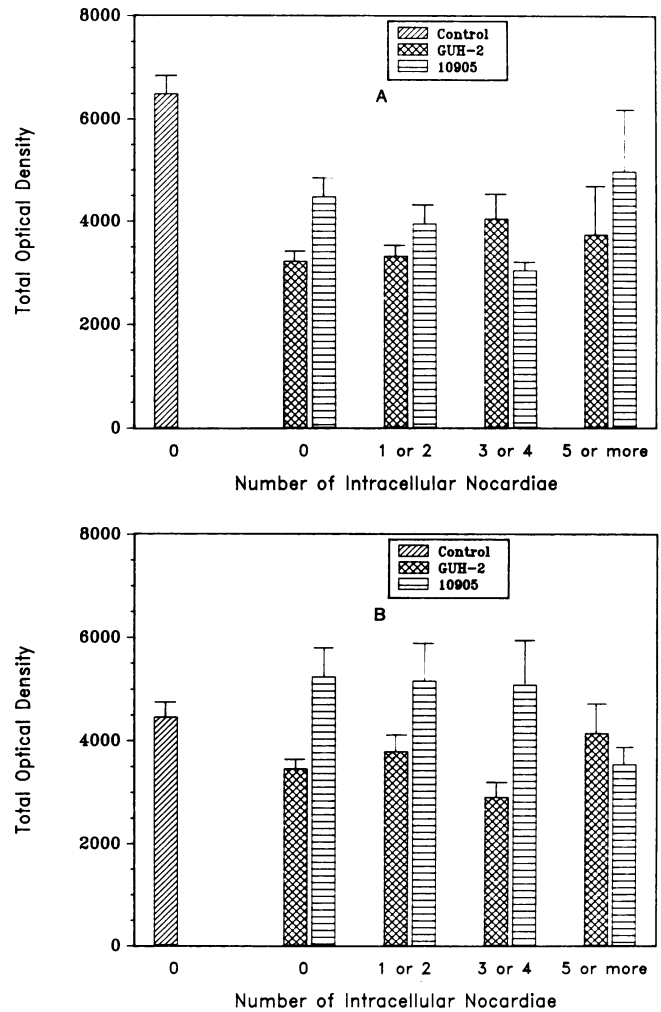 8000
6000
4000
2000
0
Total Optical Density
Control
GUH-2
10905
A
0 0 1 or 2 3 or 4 5 or more
Number of Intracellular Nocardiae
8000
6000
4000
2000
0
Total Optical Density
Control
GUH-2
10905
B
0 0 1 or 2 3 or 4 5 or more
Number of Intracellular Nocardiae